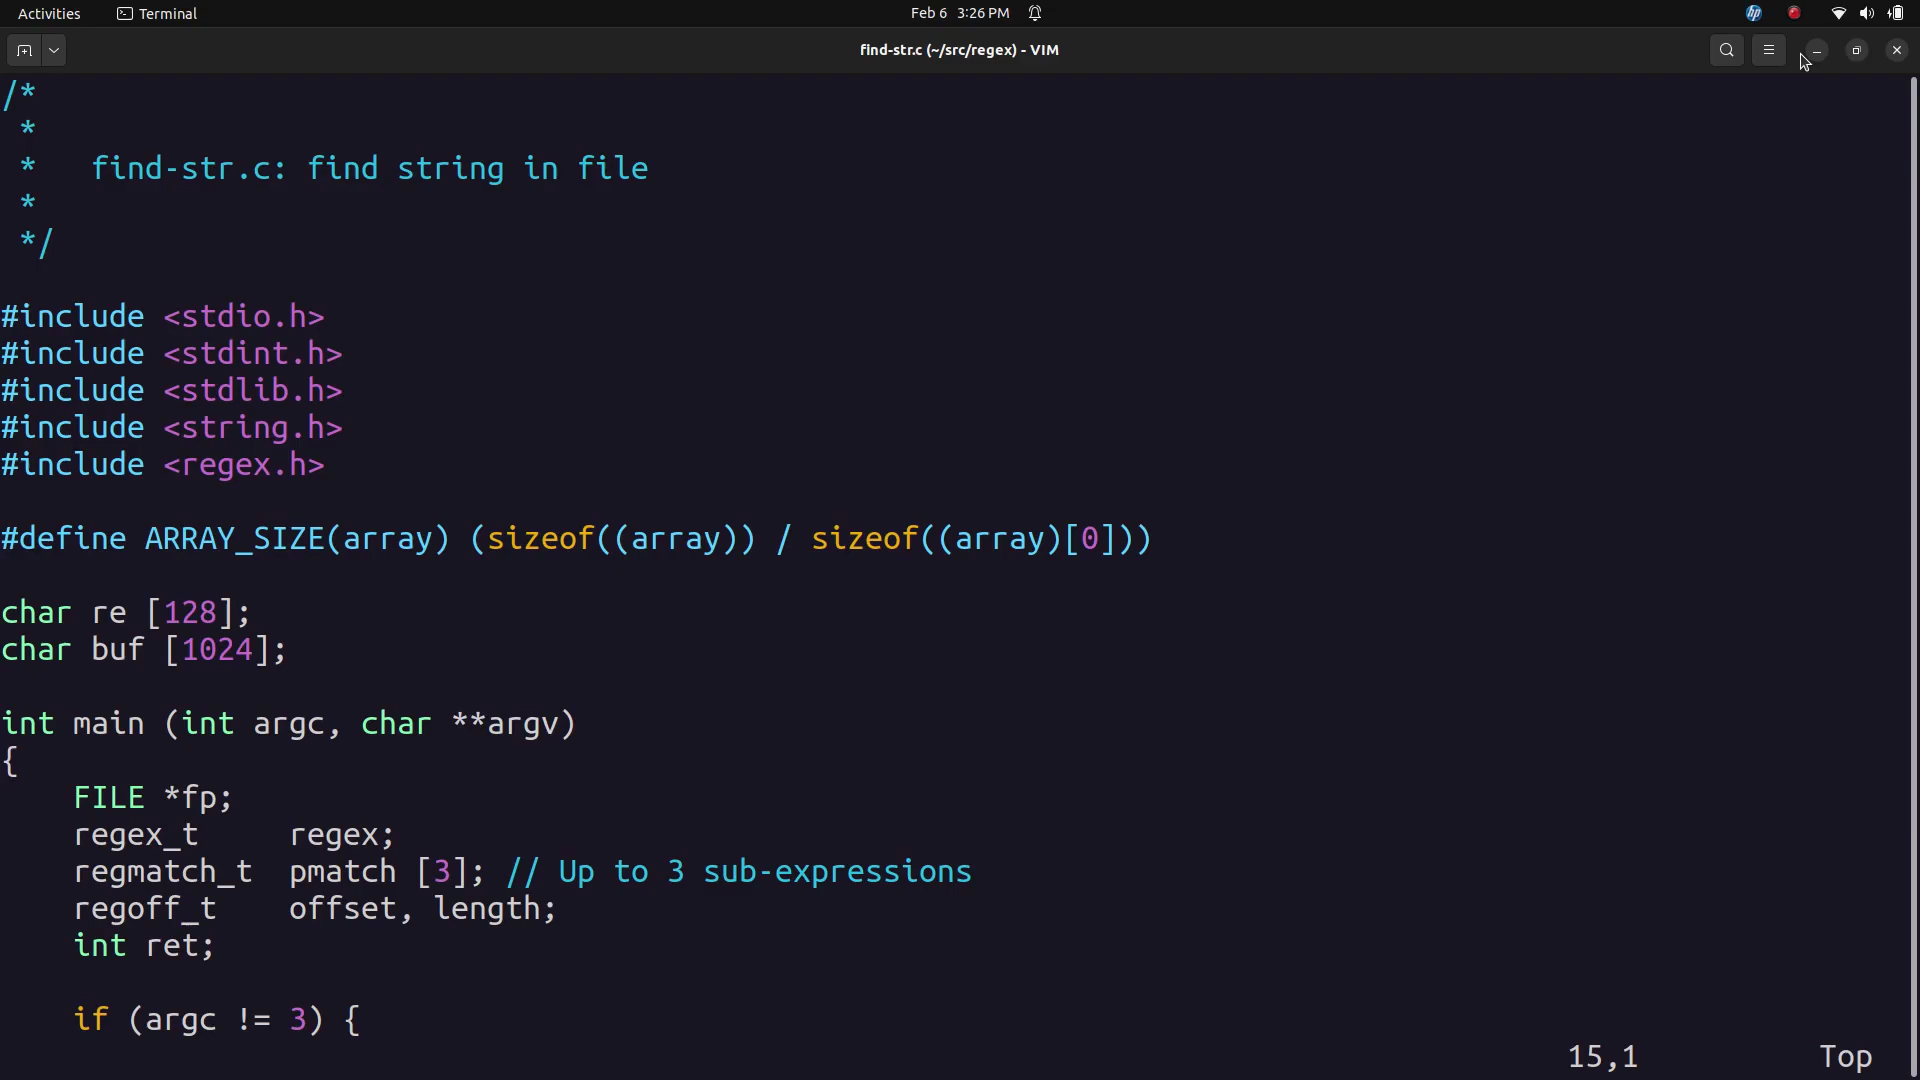 Activities Terminal Feb 6 3:26 PM hp
find-str.c (~/src/regex) - VIM
/*
 *
 *   find-str.c: find string in file
 *
 */

#include <stdio.h>
#include <stdint.h>
#include <stdlib.h>
#include <string.h>
#include <regex.h>

#define ARRAY_SIZE(array) (sizeof((array)) / sizeof((array)[0]))

char re [128];
char buf [1024];

int main (int argc, char **argv)
{
    FILE *fp;
    regex_t     regex;
    regmatch_t  pmatch [3]; // Up to 3 sub-expressions
    regoff_t    offset, length;
    int ret;

    if (argc != 3) {
15,1 Top